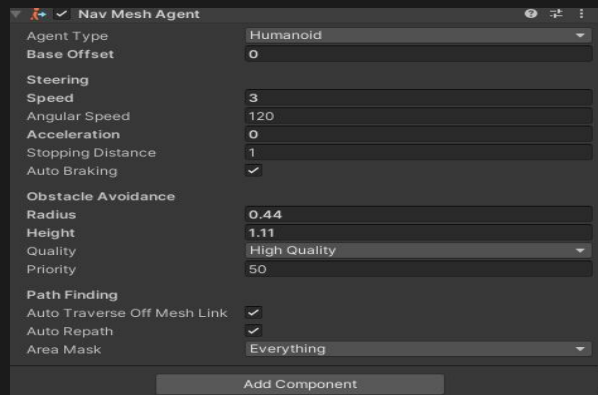 Nav Mesh Agent
Agent Type Humanoid
Base Offset 0
Steering
Speed 3
Angular Speed 120
Acceleration 0
Stopping Distance 1
Auto Braking
Obstacle Avoidance
Radius 0.44
Height 1.11
Quality High Quality
Priority 50
Path Finding
Auto Traverse Off Mesh Link
Auto Repath
Area Mask Everything
Add Component